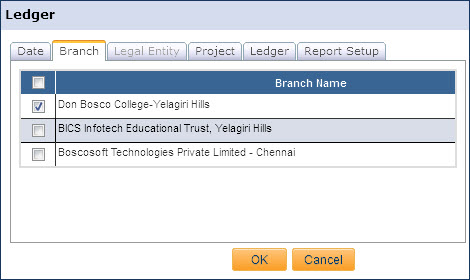 Ledger
Date Branch Legal Entity Project Ledger Report Setup
Branch Name
Don Bosco College-Yelagiri Hills
BICS Infotech Educational Trust, Yelagiri Hills
Boscosoft Technologies Private Limited - Chennai
OK Cancel